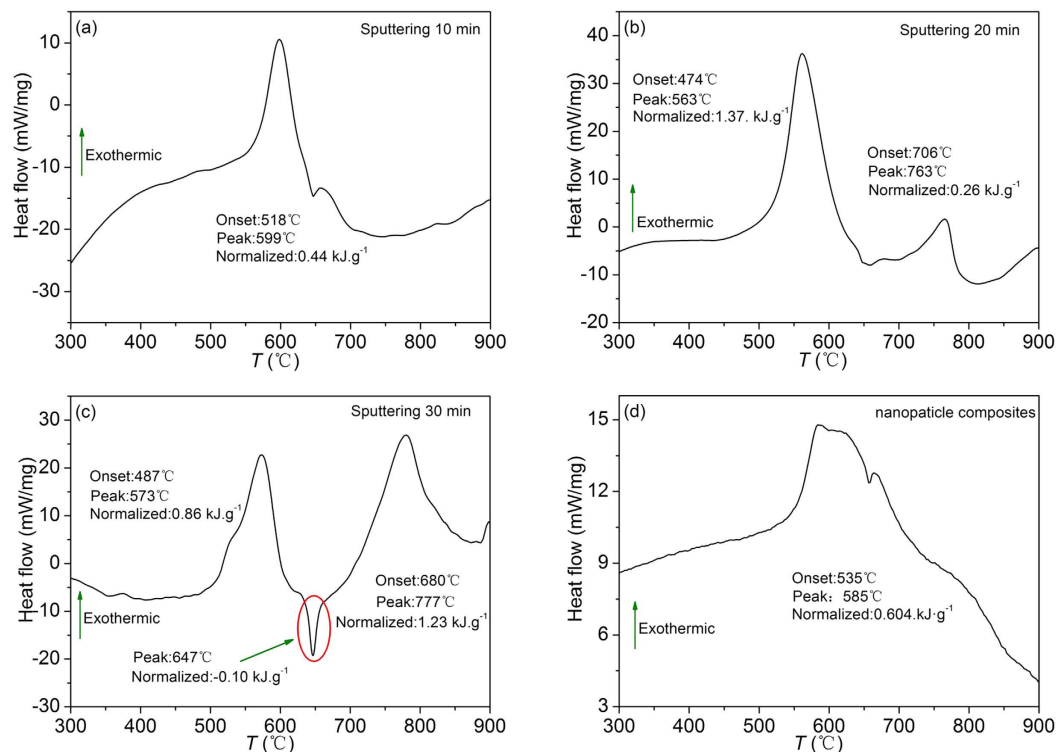 (a)
Sputtering 10 min
10
0
-10
-20
-30
Heat flow (mW/mg)
Exothermic
Onset:518℃
Peak:599℃
Normalized:0.44 kJ.g-1
300 400 500 600 700 800 900
T (℃)
(b)
Sputtering 20 min
40
30
20
10
0
-10
-20
Heat flow (mW/mg)
Onset:474℃
Peak:563℃
Normalized:1.37. kJ.g-1
Onset:706℃
Peak:763℃
Normalized:0.26 kJ.g-1
Exothermic
300 400 500 600 700 800 900
T (℃)
(c)
Sputtering 30 min
30
20
10
0
-10
-20
-30
Heat flow (mW/mg)
Onset:487℃
Peak:573℃
Normalized:0.86 kJ.g-1
Onset:680℃
Peak:777℃
Normalized:1.23 kJ.g-1
Exothermic
Peak:647℃
Normalized:-0.10 kJ.g-1
300 400 500 600 700 800 900
T (℃)
(d)
nanopaticle composites
15
12
9
6
3
Heat flow (mW/mg)
Onset:535℃
Peak: 585℃
Normalized:0.604 kJ·g-1
Exothermic
300 400 500 600 700 800 900
T (℃)